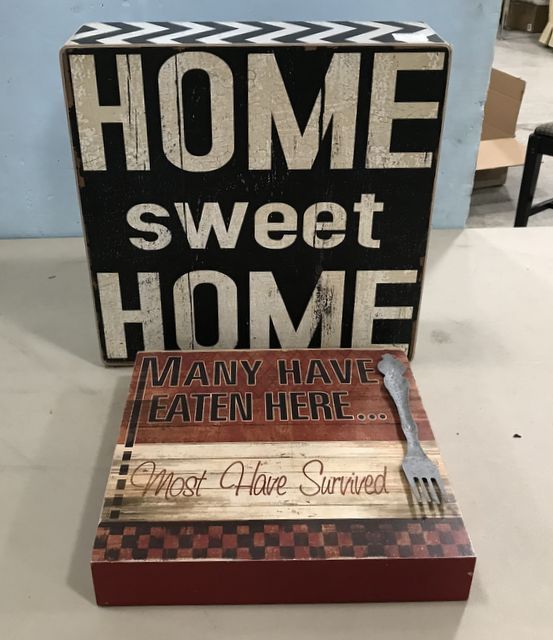 HOME
sweet
HOME
MANY HAVE
EATEN HERE...
Most Have Survived